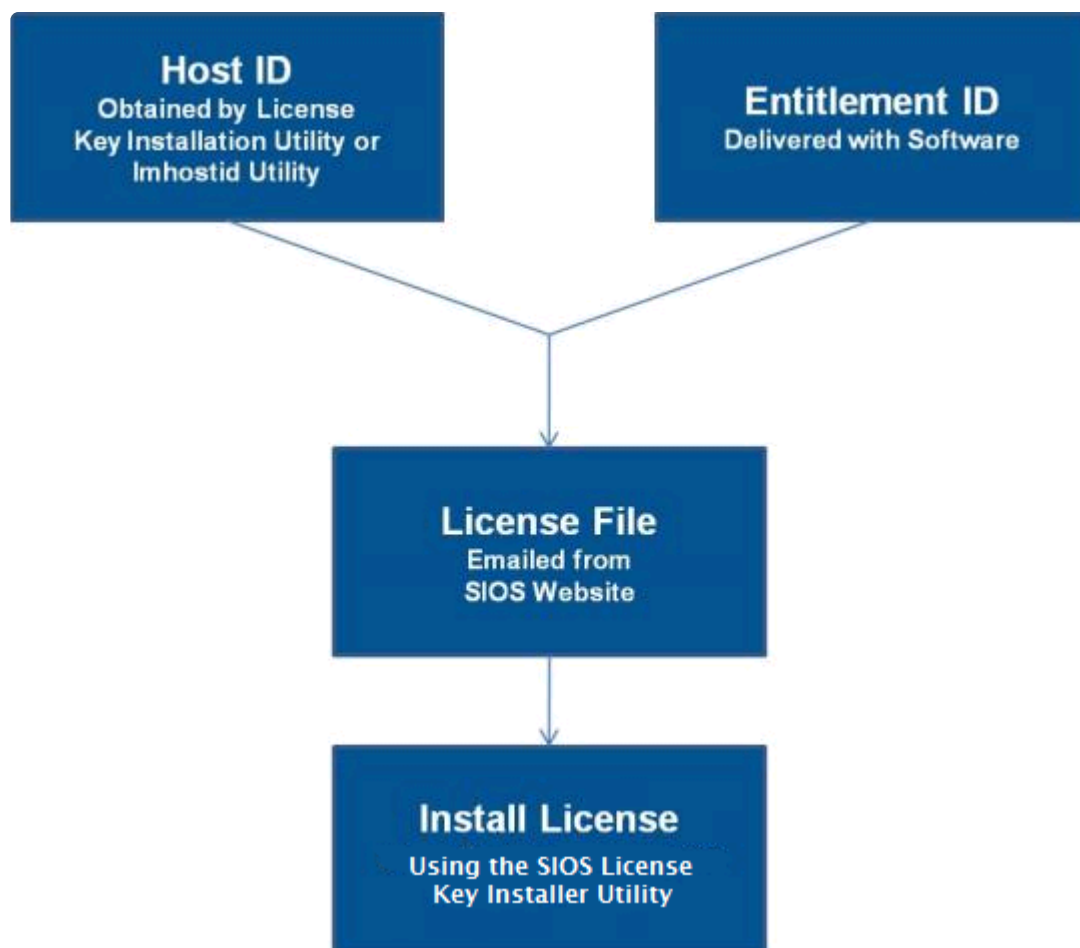 Host ID
Obtained by License
Key Installation Utility or
lmhostid Utility
Entitlement ID
Delivered with Software
License File
Emailed from
SIOS Website
Install License
Using the SIOS License
Key Installer Utility